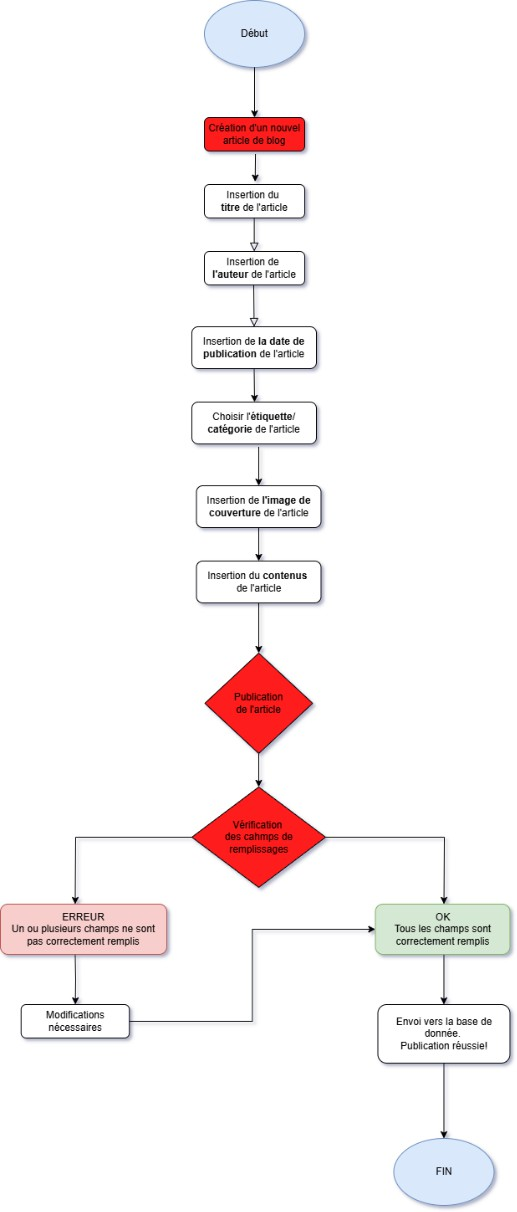 Début
Création d'un nouvel
article de blog
Insertion du
titre de l'article
Insertion de
l'auteur de l'article
Insertion de la date de
publication de l'article
Choisir l'étiquette/
catégorie de l'article
Insertion de l'image de
couverture de l'article
Insertion du contenus
de l'article
Publication
de l'article
Vérification
des cahmps de
remplissages
ERREUR
Un ou plusieurs champs ne sont
pas correctement remplis
OK
Tous les champs sont
correctement remplis
Modifications
nécessaires
Envoi vers la base de
donnée.
Publication réussie!
FIN